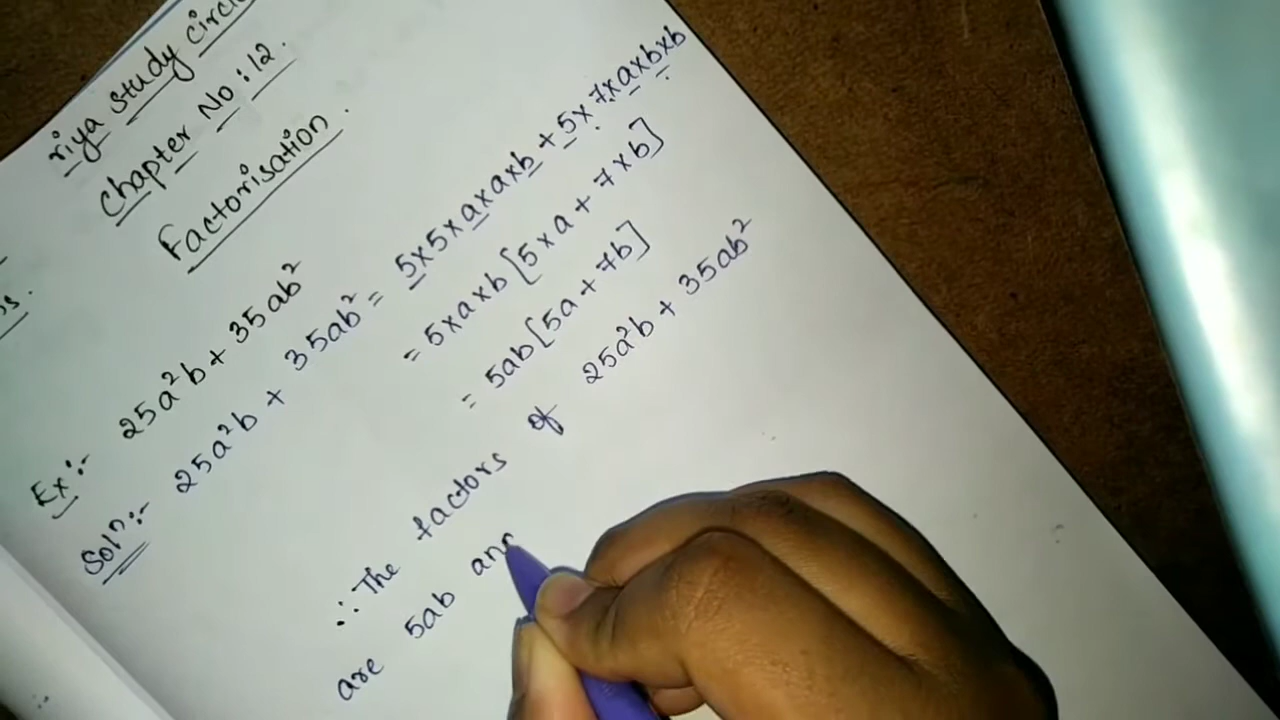 riya study circle
Chapter No:12.
Factorisation.
Ex:- 25a²b + 35ab²
Solⁿ:- 25a²b + 35ab² = 5×5×a×a×b + 5×7×a×b×b
= 5×a×b[5×a + 7×b]
= 5ab[5a + 7b]
∴ The factors of 25a²b + 35ab²
are 5ab an